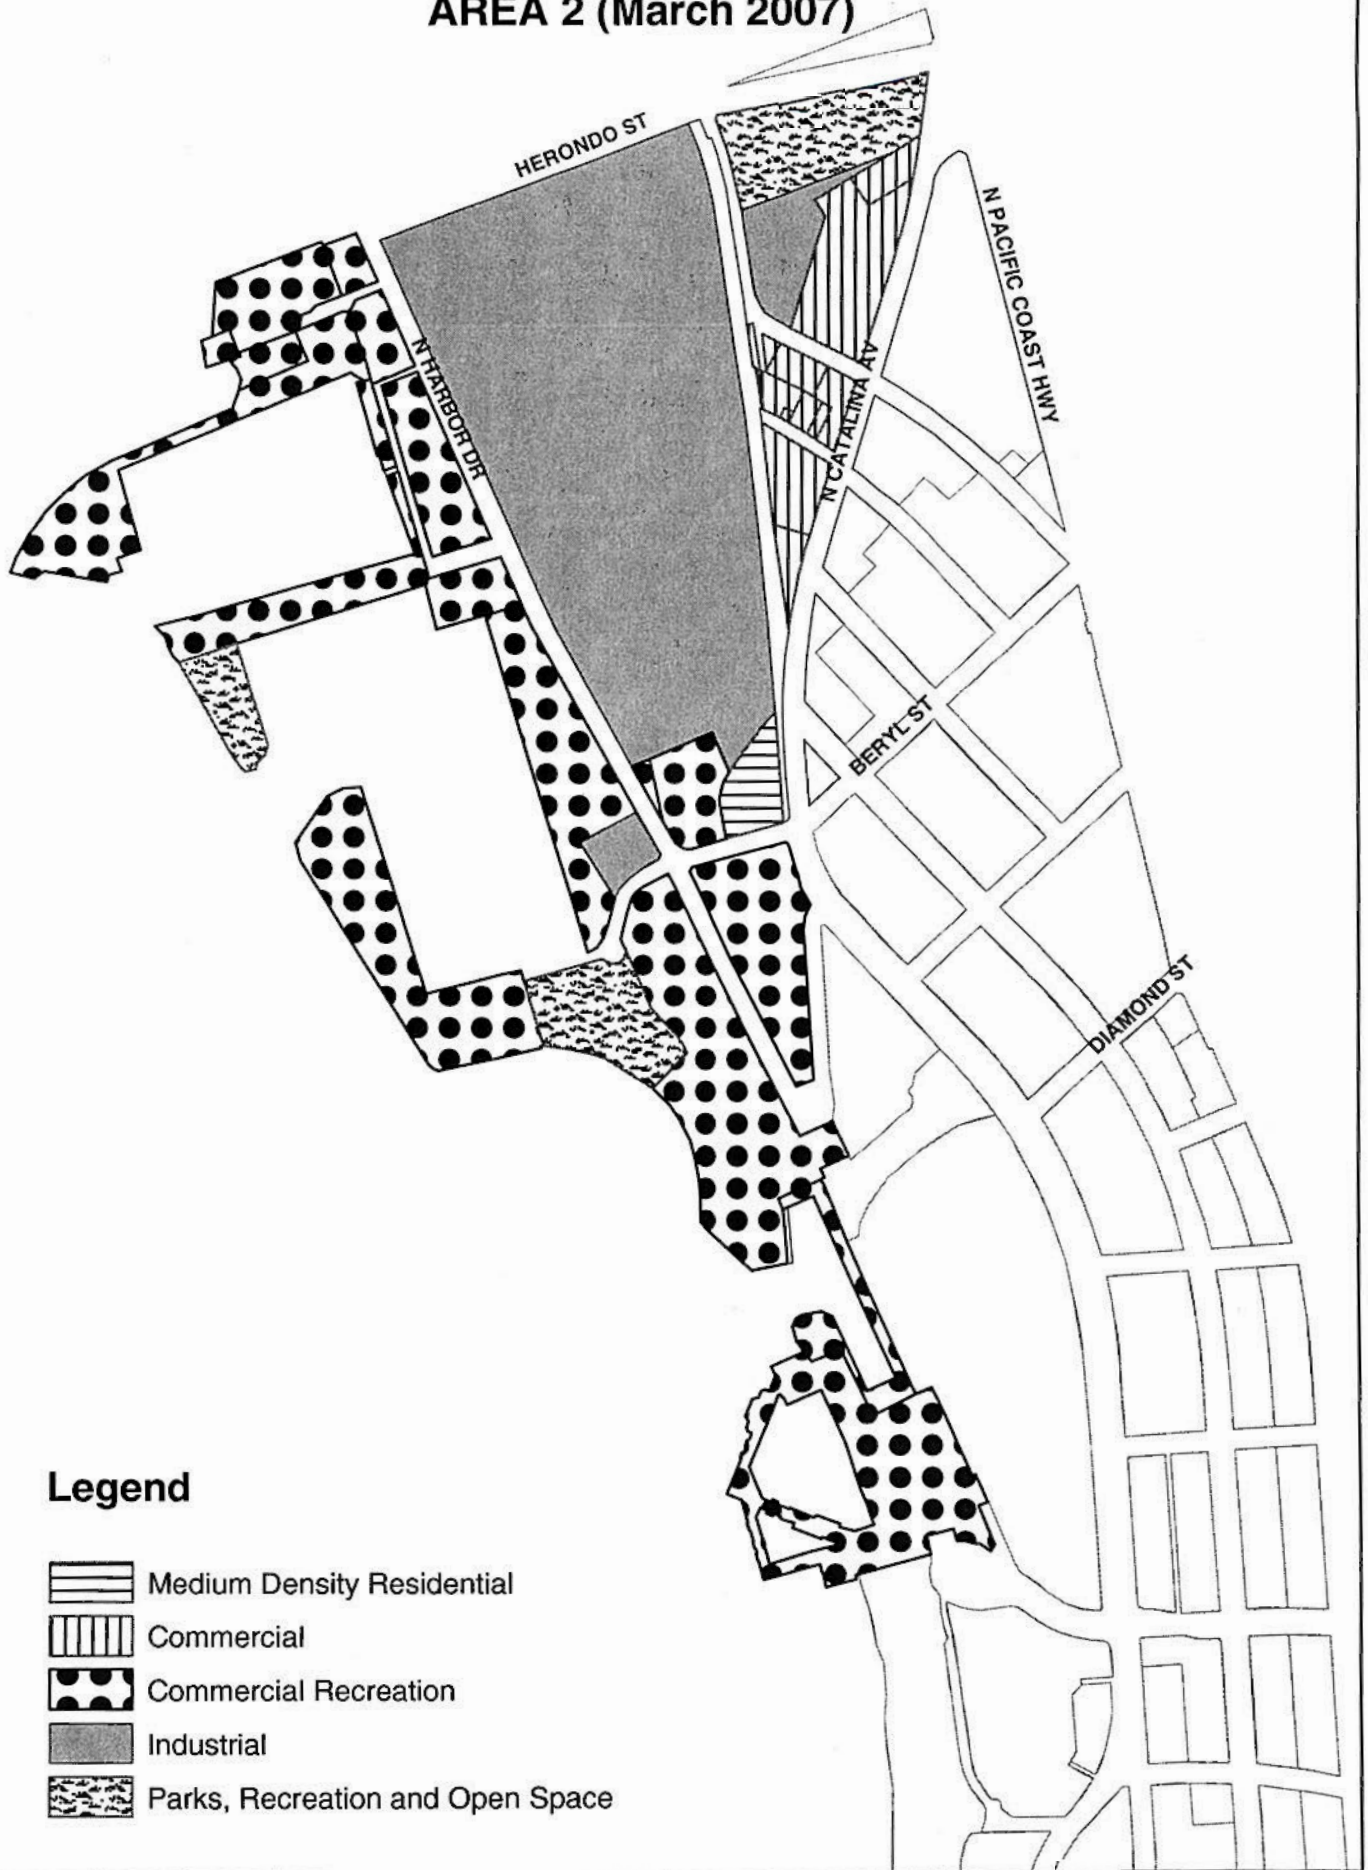 AREA 2 (March 2007)
HERONDO ST
N PACIFIC COAST HWY
N HARBOR DR
N CATALINA AV
BERYL ST
DIAMOND ST
Legend
Medium Density Residential
Commercial
Commercial Recreation
Industrial
Parks, Recreation and Open Space